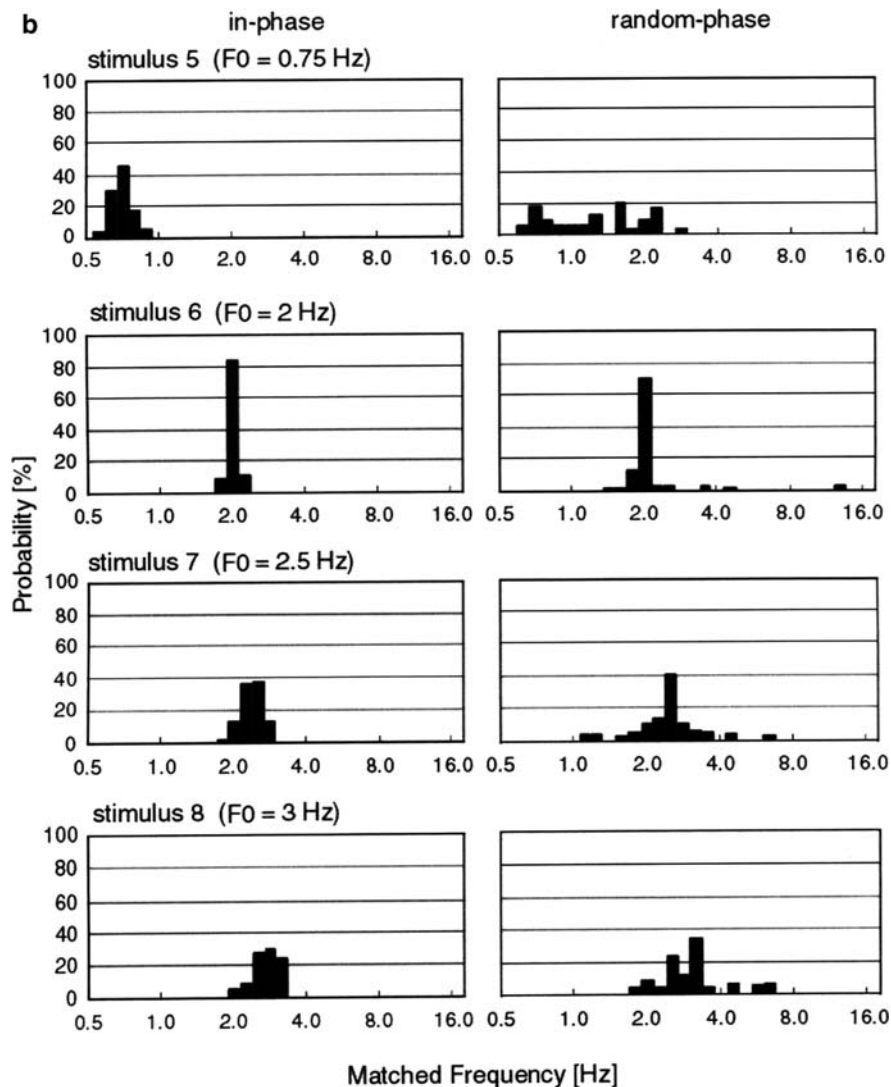 b
in-phase random-phase
stimulus 5 (F0 = 0.75 Hz)
100
80
60
40
20
0
0.5 1.0 2.0 4.0 8.0 16.0 1.0 2.0 4.0 8.0 16.0
stimulus 6 (F0 = 2 Hz)
100
80
60
40
20
0
0.5 1.0 2.0 4.0 8.0 16.0 0.5 1.0 2.0 4.0 8.0 16.0
stimulus 7 (F0 = 2.5 Hz)
100
80
60
40
20
0
0.5 1.0 2.0 4.0 8.0 16.0 0.5 1.0 2.0 4.0 8.0 16.0
stimulus 8 (F0 = 3 Hz)
100
80
60
40
20
0
0.5 1.0 2.0 4.0 8.0 16.0 0.5 1.0 2.0 4.0 8.0 16.0
Probability [%]
Matched Frequency [Hz]